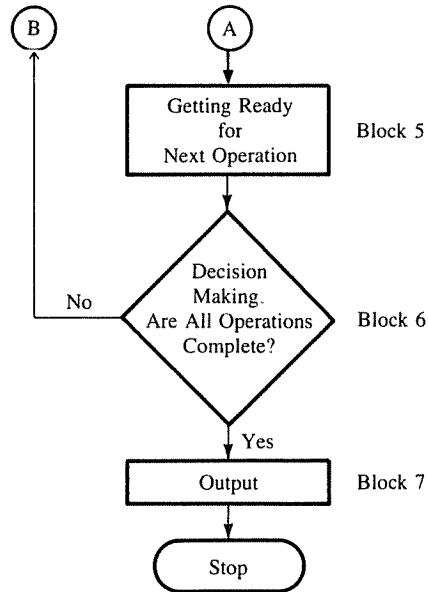 B
A
Getting Ready
for
Next Operation
Block 5
Decision
Making.
Are All Operations
Complete?
Block 6
No
Yes
Output
Block 7
Stop